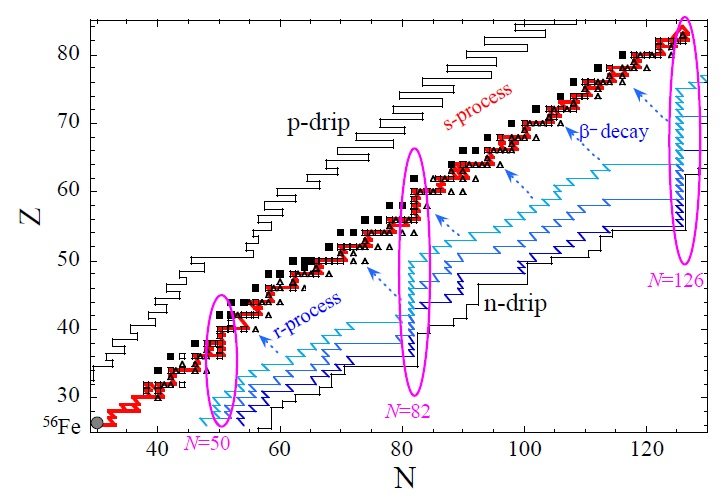 80
s-process
p-drip
70
β⁻ decay
60
Z
50
N=126
n-drip
r-process
40
30
⁵⁶Fe
N=82
N=50
40
60
80
100
120
N